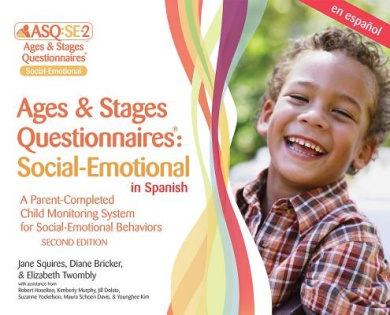 ASQ:SE-2
Ages & Stages
Questionnaires®
Social-Emotional
en español
Ages & Stages
Questionnaires®:
Social-Emotional
in Spanish
A Parent-Completed
Child Monitoring System
for Social-Emotional Behaviors
SECOND EDITION
Jane Squires, Diane Bricker,
& Elizabeth Twombly
with assistance from
Robert Hoselton, Kimberly Murphy, Jill Dolata,
Suzanne Yockelson, Maura Schoen Davis, & Younghee Kim